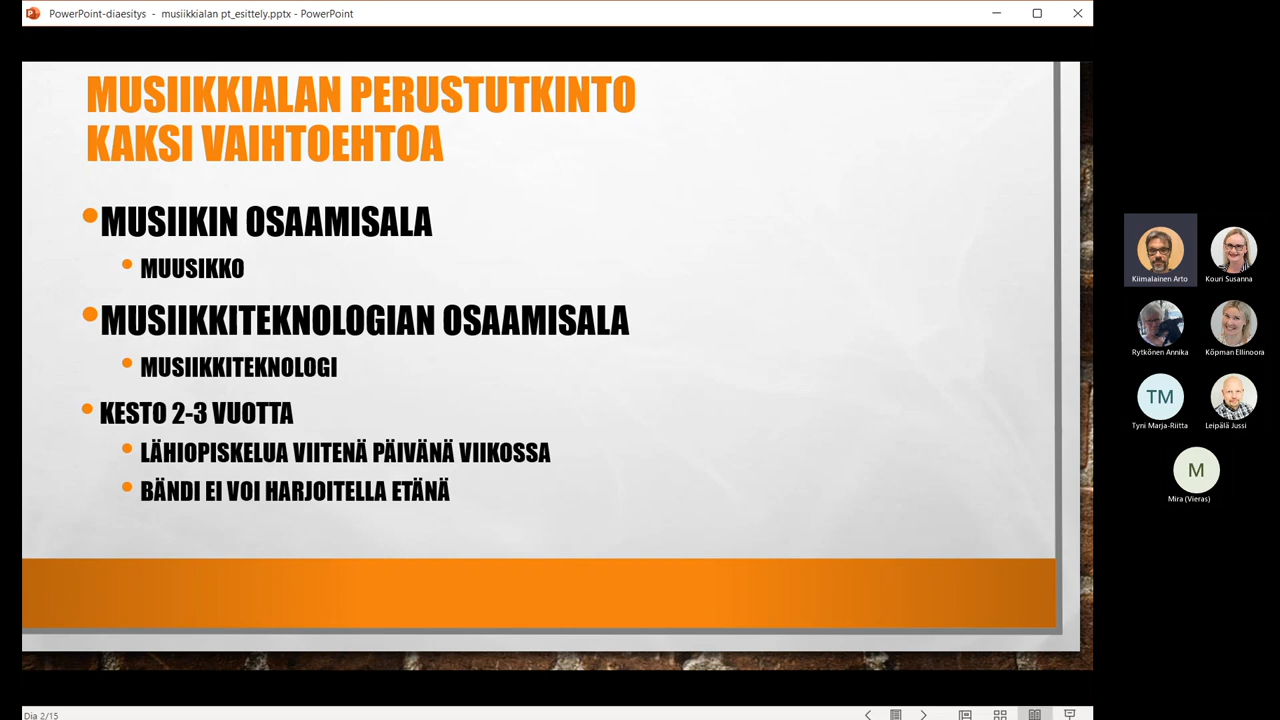 PowerPoint-diaesitys - musiikkialan pt_esittely.pptx - PowerPoint
MUSIIKKIALAN PERUSTUTKINTO
KAKSI VAIHTOEHTOA
MUSIIKIN OSAAMISALA
MUUSIKKO
MUSIIKKITEKNOLOGIAN OSAAMISALA
MUSIIKKITEKNOLOGI
KESTO 2-3 VUOTTA
LÄHIOPISKELUA VIITENÄ PÄIVÄNÄ VIIKOSSA
BÄNDI EI VOI HARJOITELLA ETÄNÄ
Dia 2/15
Kiimalainen Arto
Kouri Susanna
Rytkönen Annika
Köpman Ellinoora
TM
Tyni Marja-Riitta
Leipälä Jussi
M
Mira (Vieras)